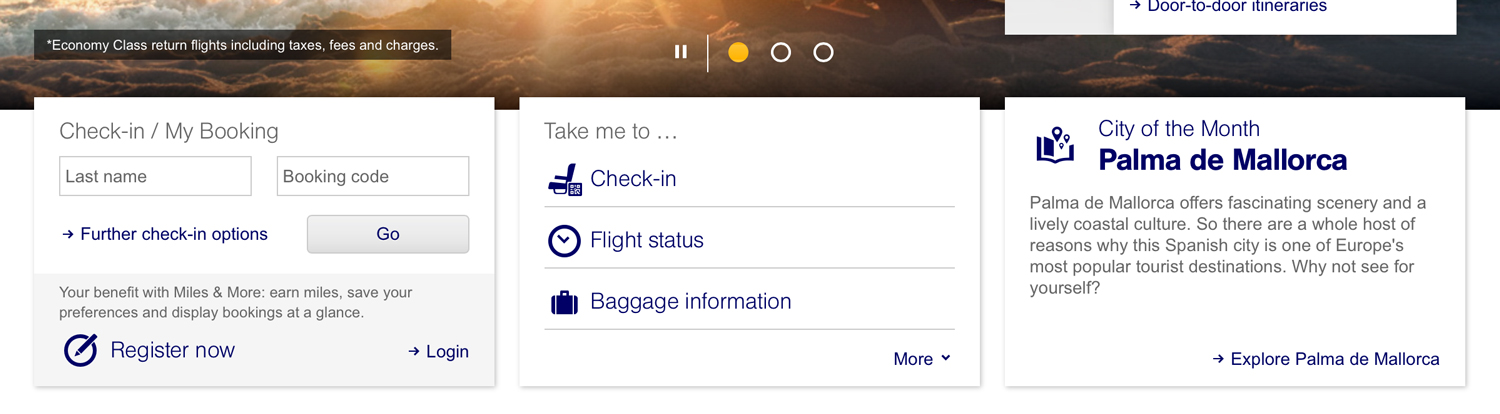 → Door-to-door itineraries
*Economy Class return flights including taxes, fees and charges.
Check-in / My Booking
Last name
Booking code
→ Further check-in options
Go
Your benefit with Miles & More: earn miles, save your
preferences and display bookings at a glance.
Register now
→ Login
Take me to …
Check-in
Flight status
Baggage information
More
City of the Month
Palma de Mallorca
Palma de Mallorca offers fascinating scenery and a
lively coastal culture. So there are a whole host of
reasons why this Spanish city is one of Europe's
most popular tourist destinations. Why not see for
yourself?
→ Explore Palma de Mallorca